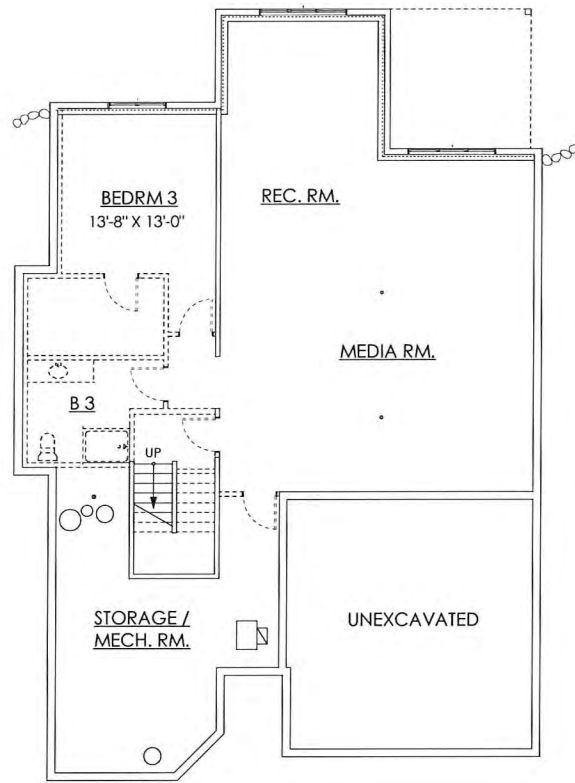 BEDRM 3
13'-8" X 13'-0"
REC. RM.
MEDIA RM.
B 3
UP
STORAGE /
MECH. RM.
UNEXCAVATED